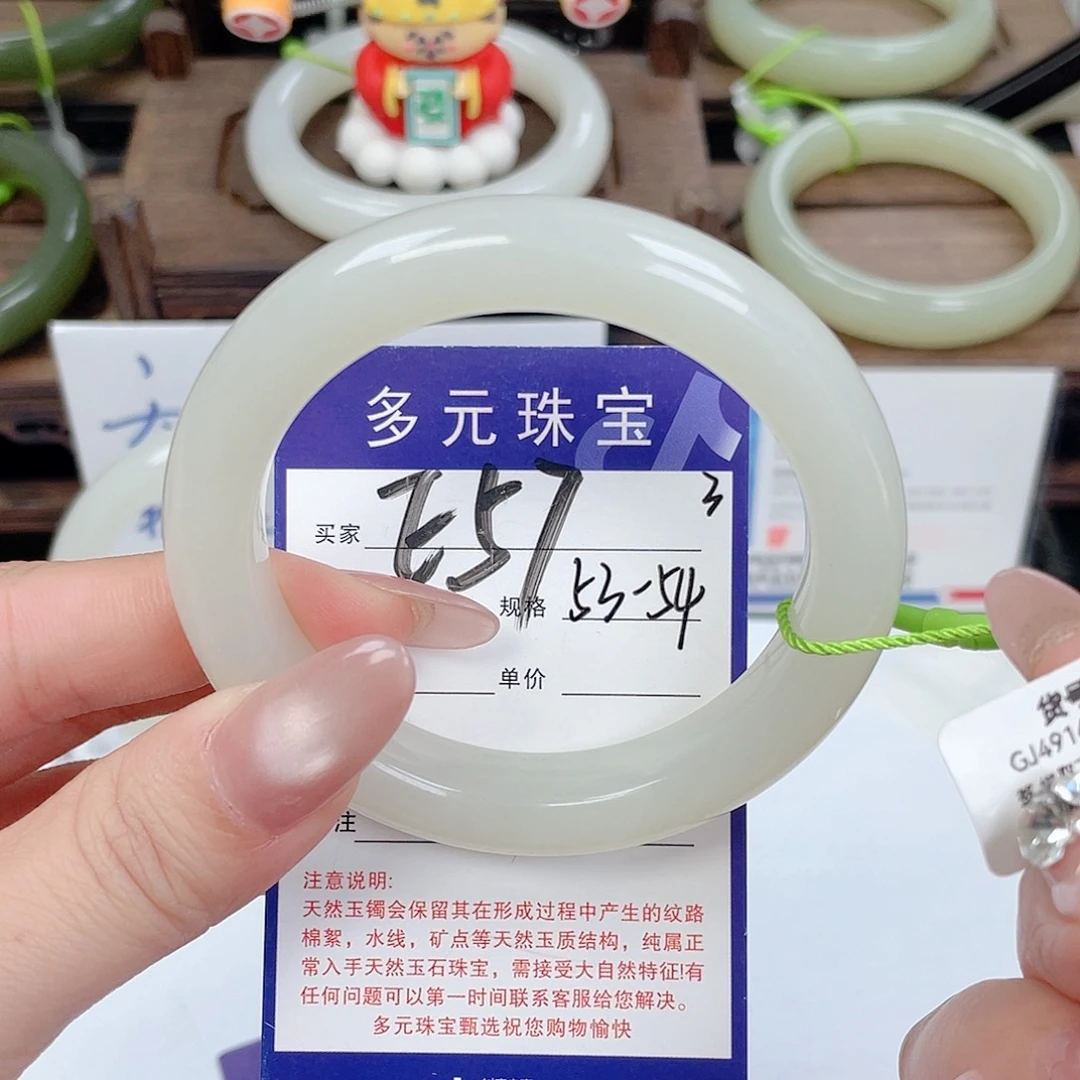 多元珠宝
3
买家 E57
规格 53-54
单价
注
注意说明:
天然玉镯会保留其在形成过程中产生的纹路
棉絮，水线，矿点等天然玉质结构，纯属正
常入手天然玉石珠宝，需接受大自然特征!有
任何问题可以第一时间联系客服给您解决。
多元珠宝甄选祝您购物愉快
货号
GJ491